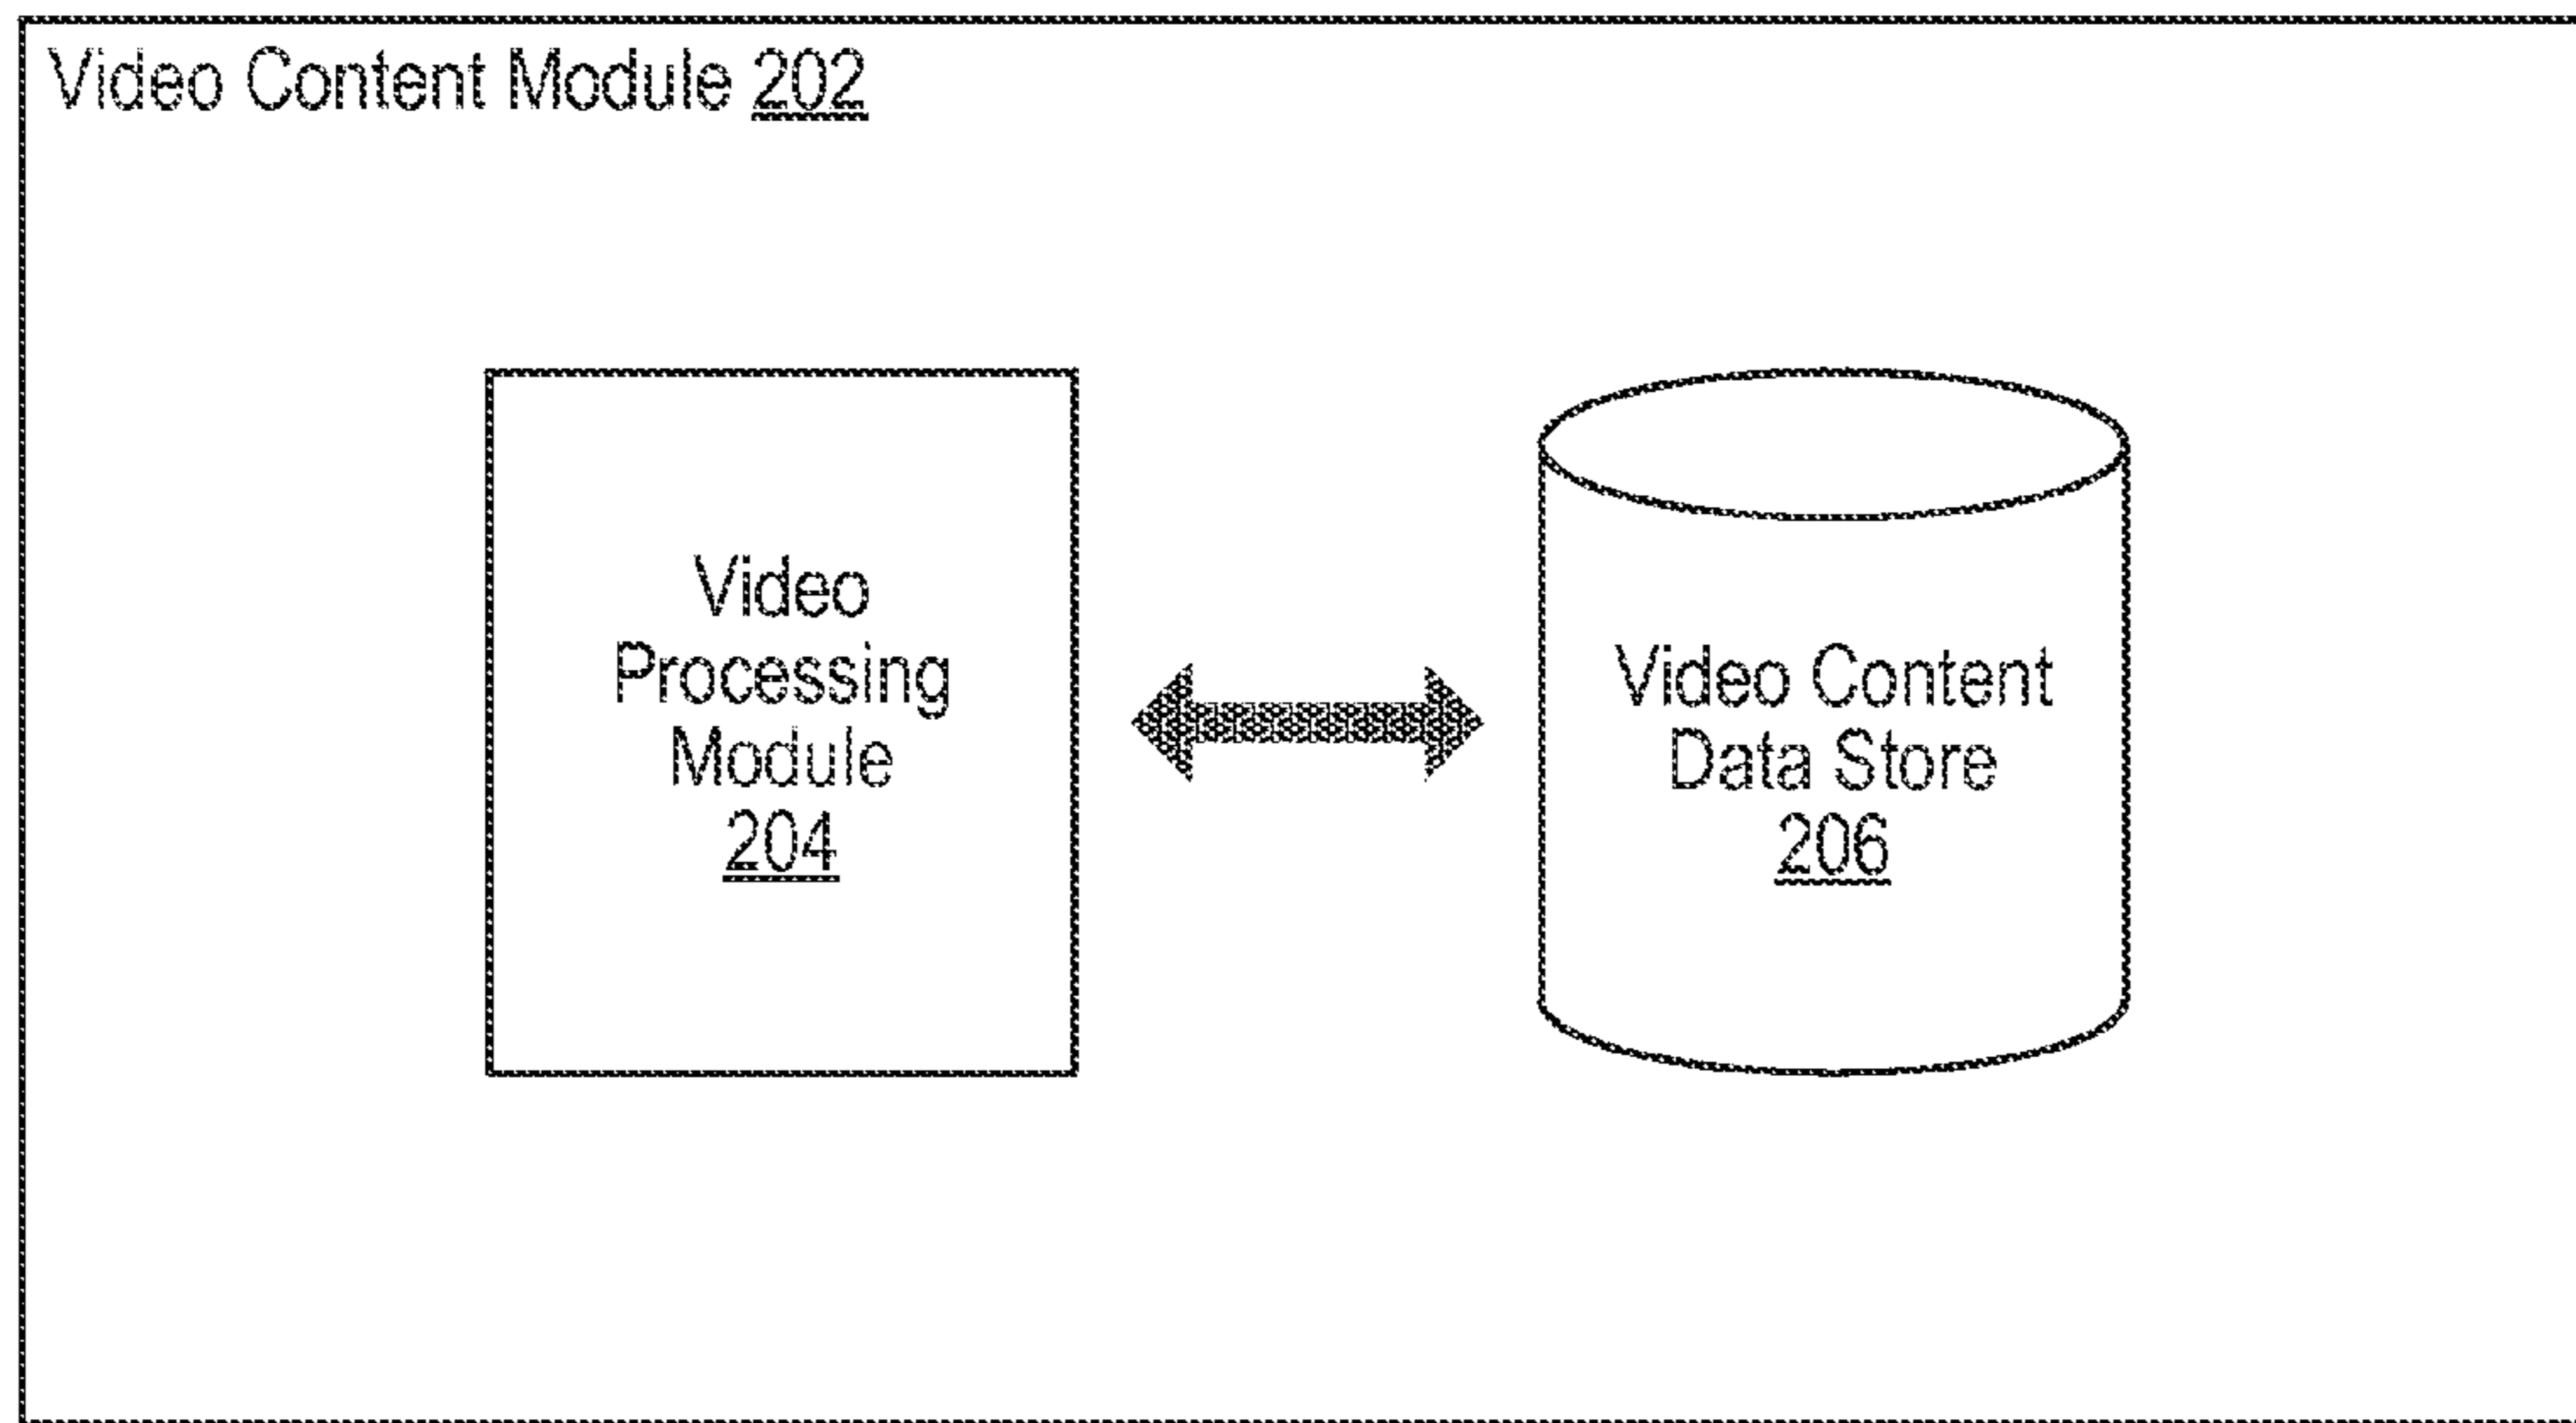 Video Content Module 202
Video
Processing
Module
204
Video Content
Data Store
206